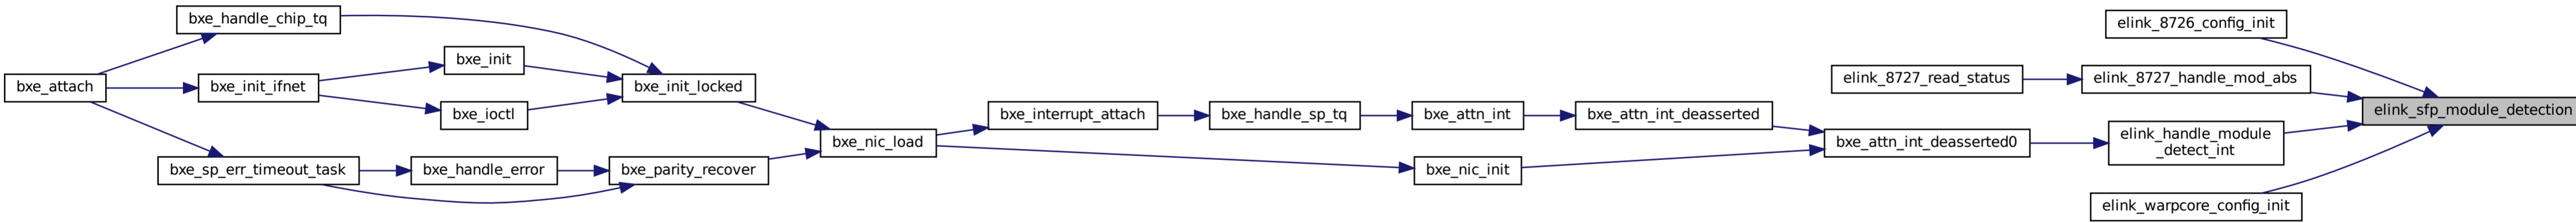 bxe_attach
bxe_handle_chip_tq
bxe_init_ifnet
bxe_sp_err_timeout_task
bxe_init
bxe_ioctl
bxe_handle_error
bxe_init_locked
bxe_parity_recover
bxe_nic_load
bxe_interrupt_attach
bxe_handle_sp_tq
bxe_attn_int
bxe_nic_init
bxe_attn_int_deasserted
bxe_attn_int_deasserted0
elink_8727_read_status
elink_8726_config_init
elink_8727_handle_mod_abs
elink_handle_module
_detect_int
elink_warpcore_config_init
elink_sfp_module_detection